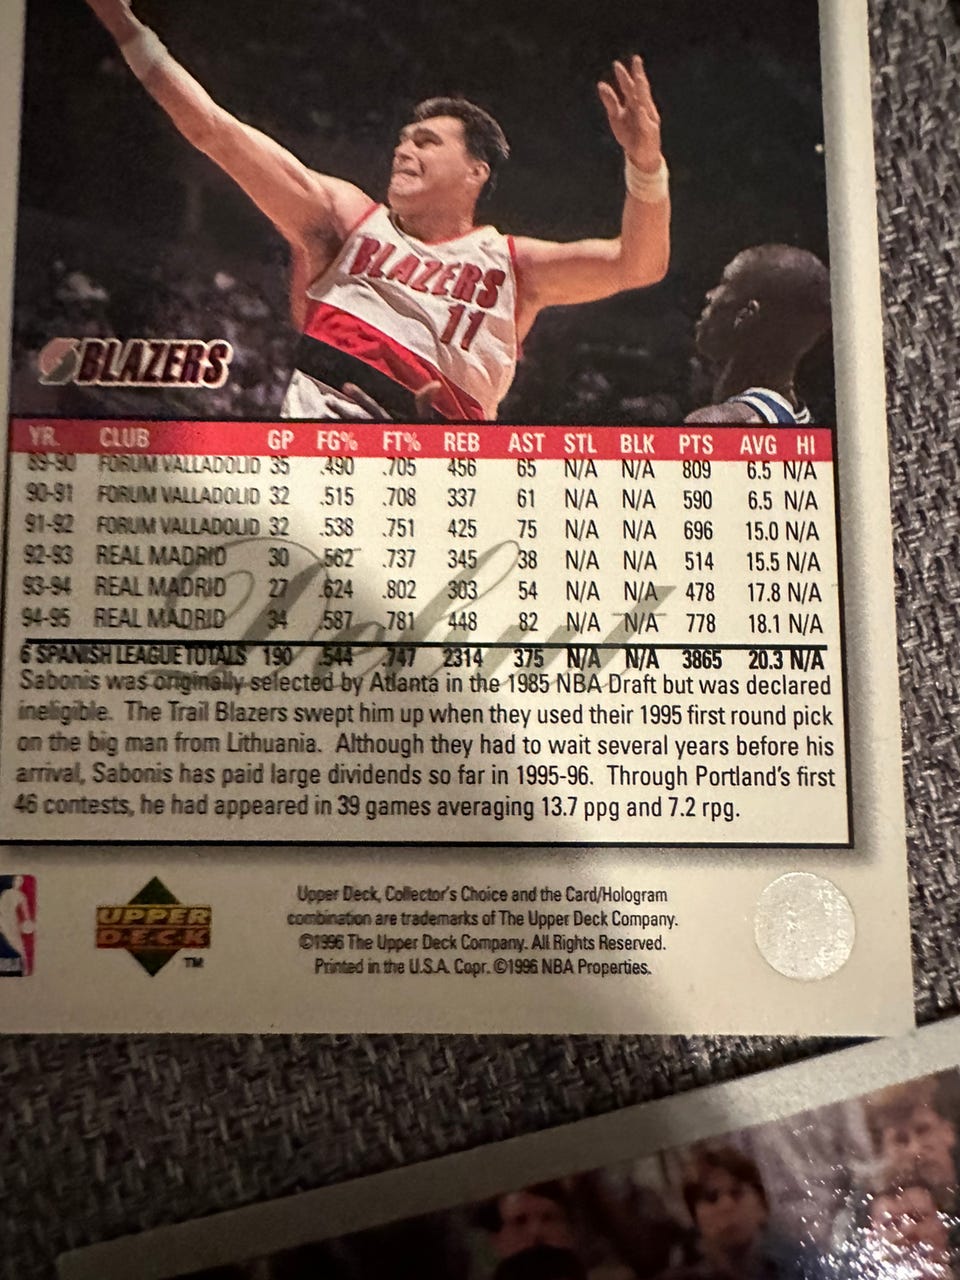 BLAZERS
11
BLAZERS
YR. CLUB GP FG% FT% REB AST STL BLK PTS AVG HI
89-90 FORUM VALLADOLID 35 .490 .705 456 65 N/A N/A 809 6.5 N/A
90-91 FORUM VALLADOLID 32 .515 .708 337 61 N/A N/A 590 6.5 N/A
91-92 FORUM VALLADOLID 32 .538 .751 425 75 N/A N/A 696 15.0 N/A
92-93 REAL MADRID 30 .562 .737 345 38 N/A N/A 514 15.5 N/A
93-94 REAL MADRID 27 .624 .802 303 54 N/A N/A 478 17.8 N/A
94-95 REAL MADRID 34 .587 .781 448 82 N/A N/A 778 18.1 N/A
6 SPANISH LEAGUE TOTALS 190 .544 .747 2314 375 N/A N/A 3865 20.3 N/A
Debut
Sabonis was originally selected by Atlanta in the 1985 NBA Draft but was declared
ineligible. The Trail Blazers swept him up when they used their 1995 first round pick
on the big man from Lithuania. Although they had to wait several years before his
arrival, Sabonis has paid large dividends so far in 1995-96. Through Portland's first
46 contests, he had appeared in 39 games averaging 13.7 ppg and 7.2 rpg.
UPPER
DECK
TM
Upper Deck, Collector's Choice and the Card/Hologram
combination are trademarks of The Upper Deck Company.
©1996 The Upper Deck Company. All Rights Reserved.
Printed in the U.S.A. Copr. ©1996 NBA Properties.